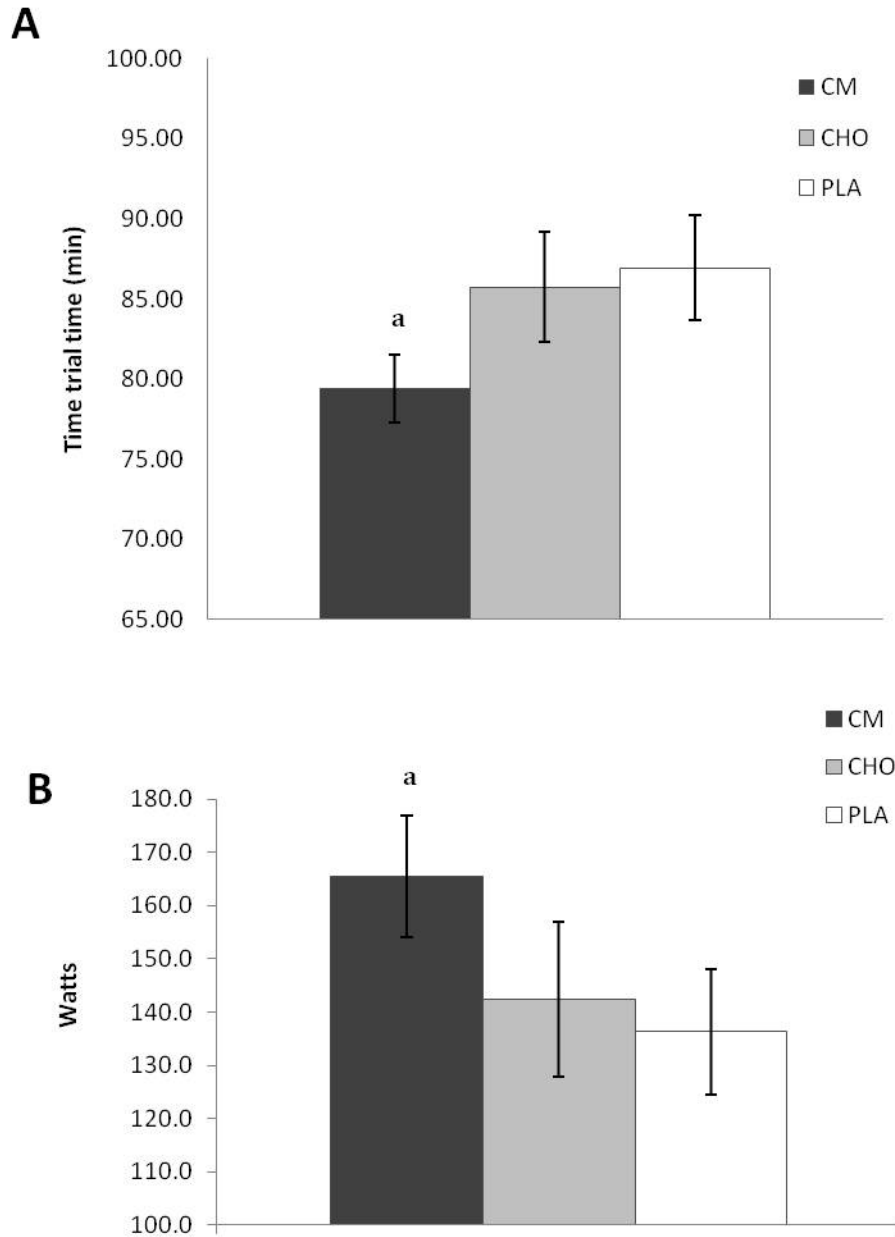 A
100.00
95.00
90.00
85.00
80.00
75.00
70.00
65.00
Time trial time (min)
a
CM
CHO
PLA
B
180.0
170.0
160.0
150.0
140.0
130.0
120.0
110.0
100.0
Watts
a
CM
CHO
PLA